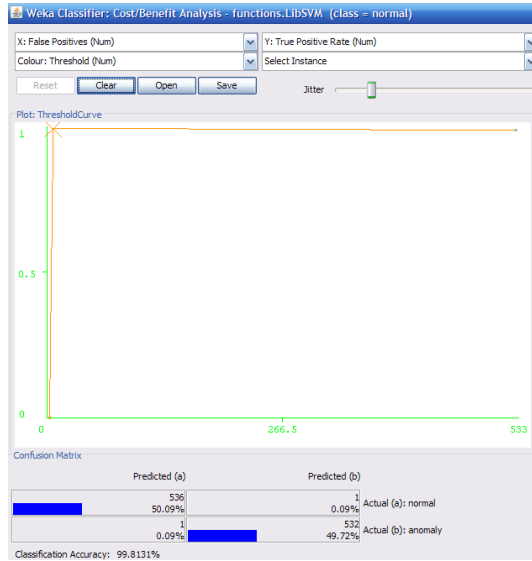 Weka Classifier: Cost/Benefit Analysis - functions.LibSVM (class = normal)
X: False Positives (Num) Y: True Positive Rate (Num)
Colour: Threshold (Num) Select Instance
Reset Clear Open Save Jitter
Plot: ThresholdCurve
1
0.5
0
0 266.5 533
Confusion Matrix
Predicted (a) Predicted (b)
536 1
50.09% 0.09% Actual (a): normal
1 532
0.09% 49.72% Actual (b): anomaly
Classification Accuracy: 99.8131%